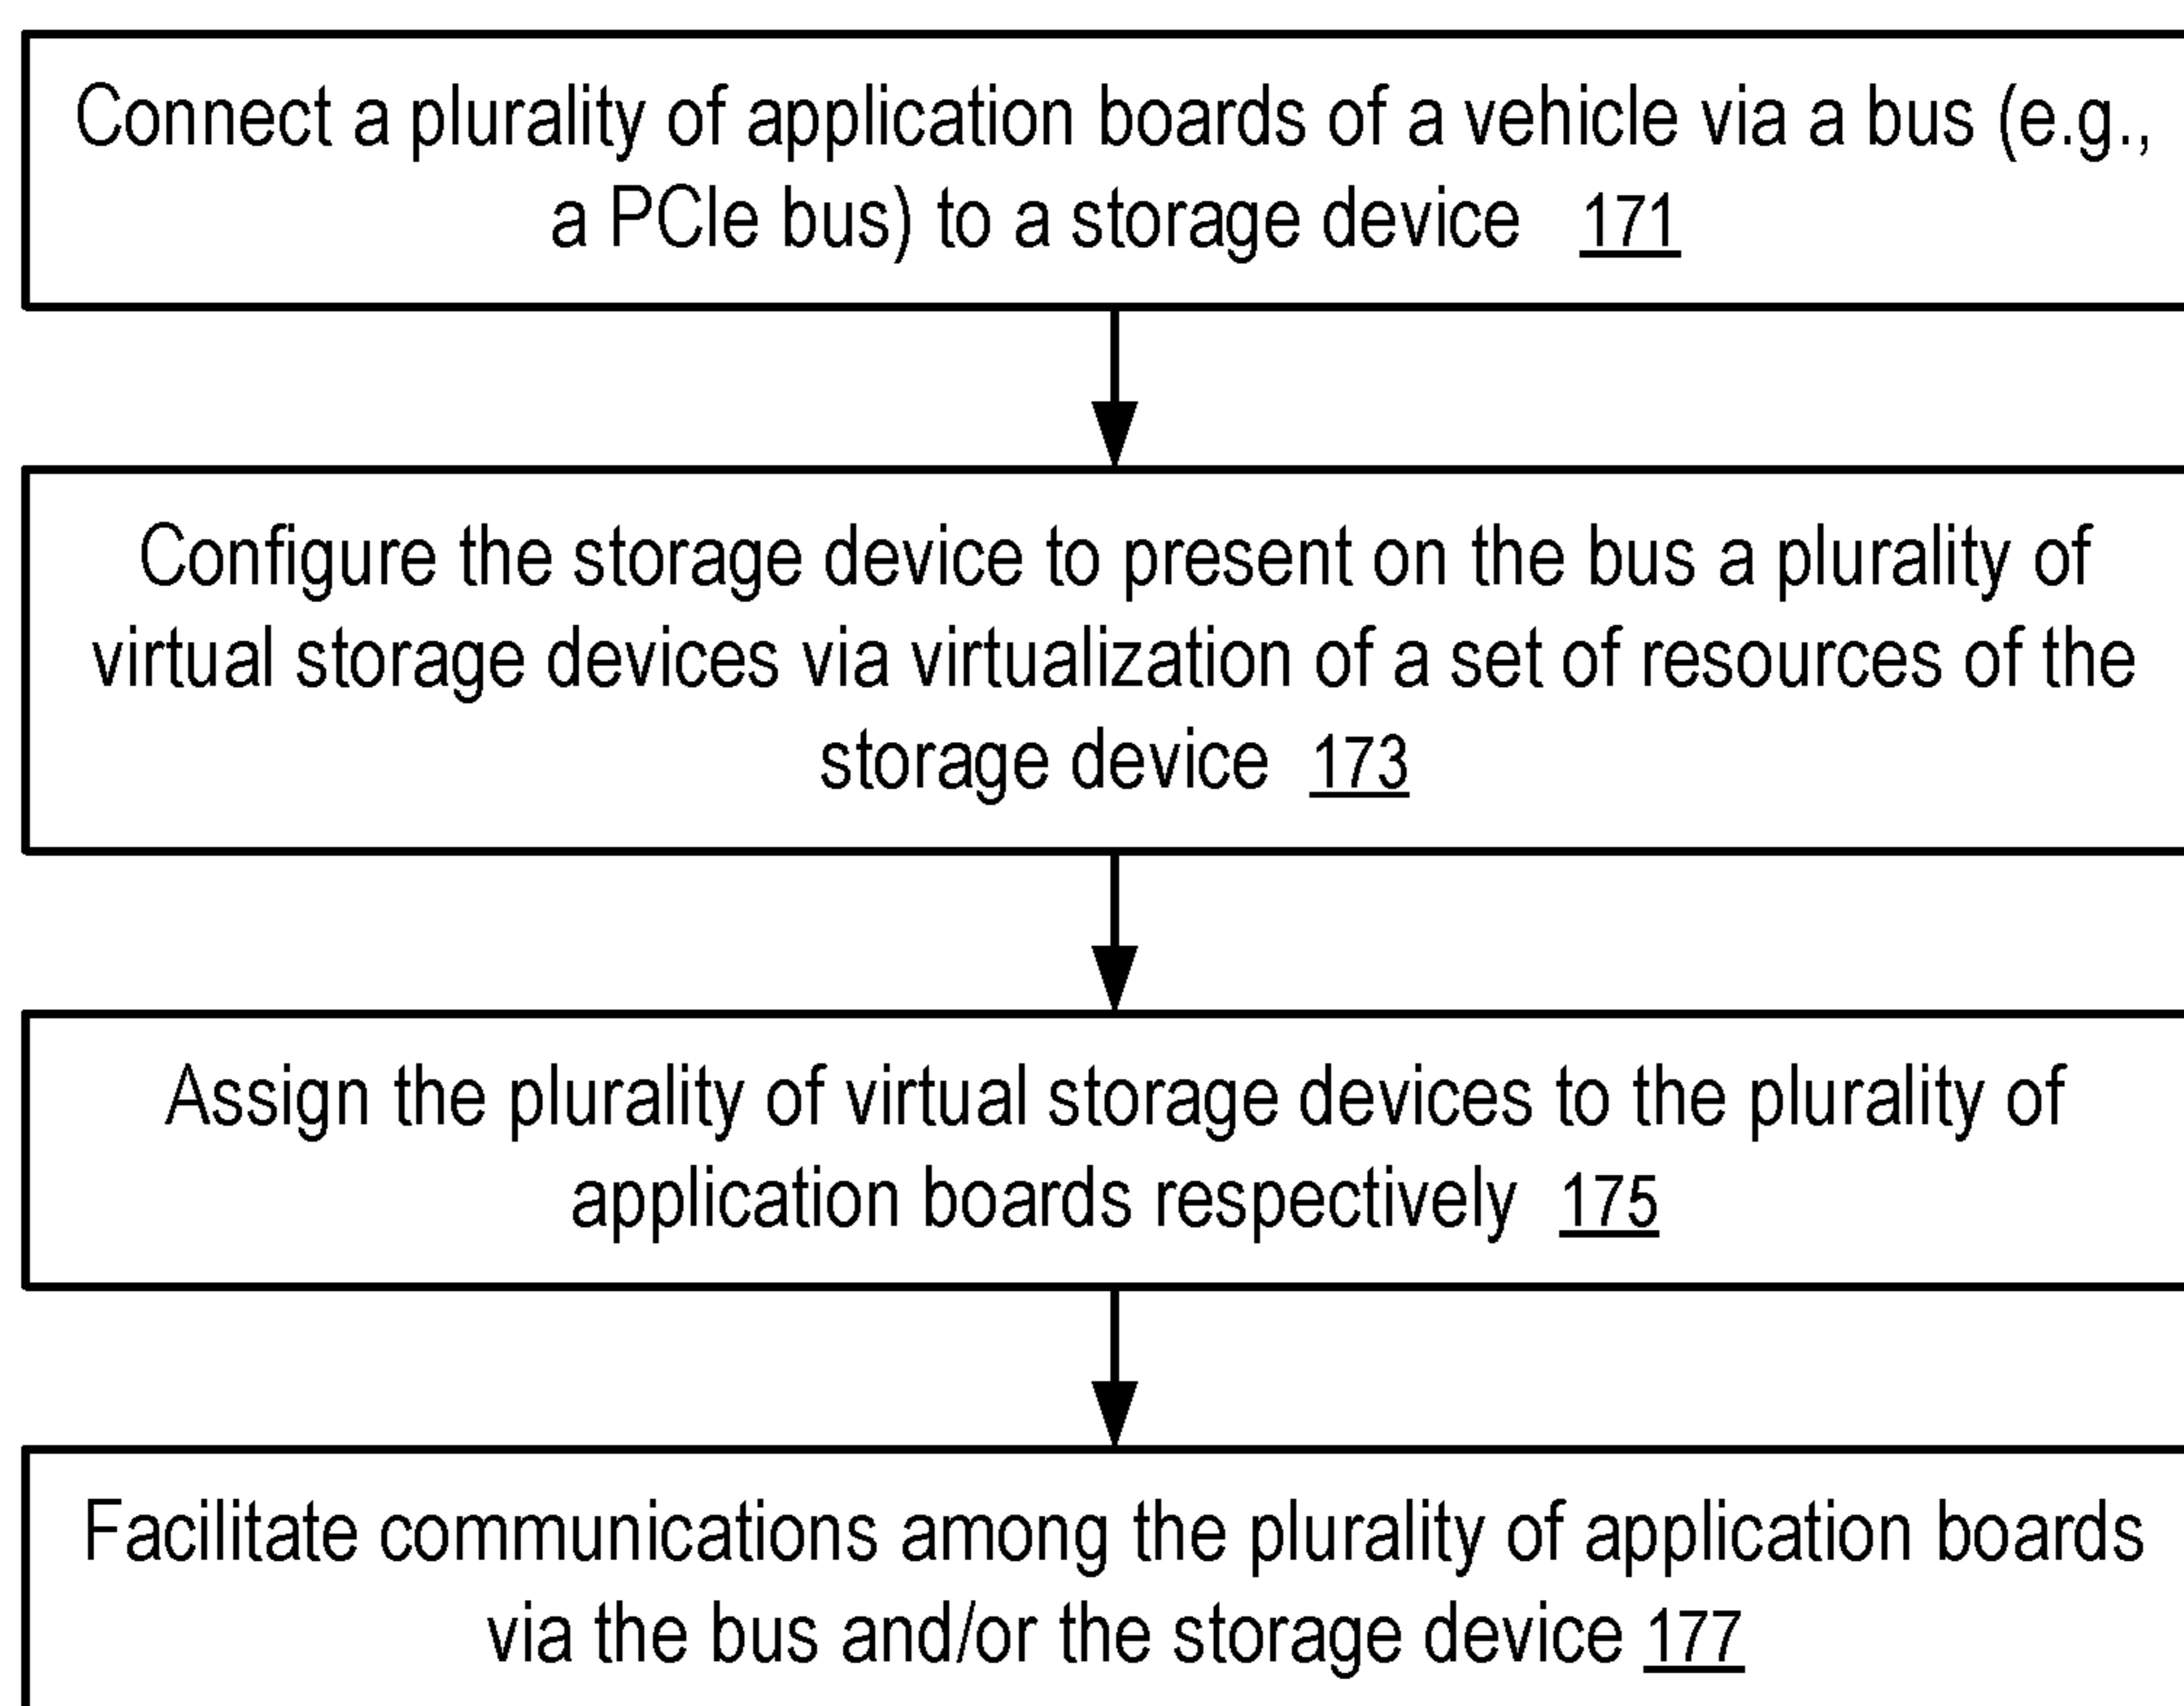 Connect a plurality of application boards of a vehicle via a bus (e.g.,
a PCIe bus) to a storage device 171
Configure the storage device to present on the bus a plurality of
virtual storage devices via virtualization of a set of resources of the
storage device 173
Assign the plurality of virtual storage devices to the plurality of
application boards respectively 175
Facilitate communications among the plurality of application boards
via the bus and/or the storage device 177